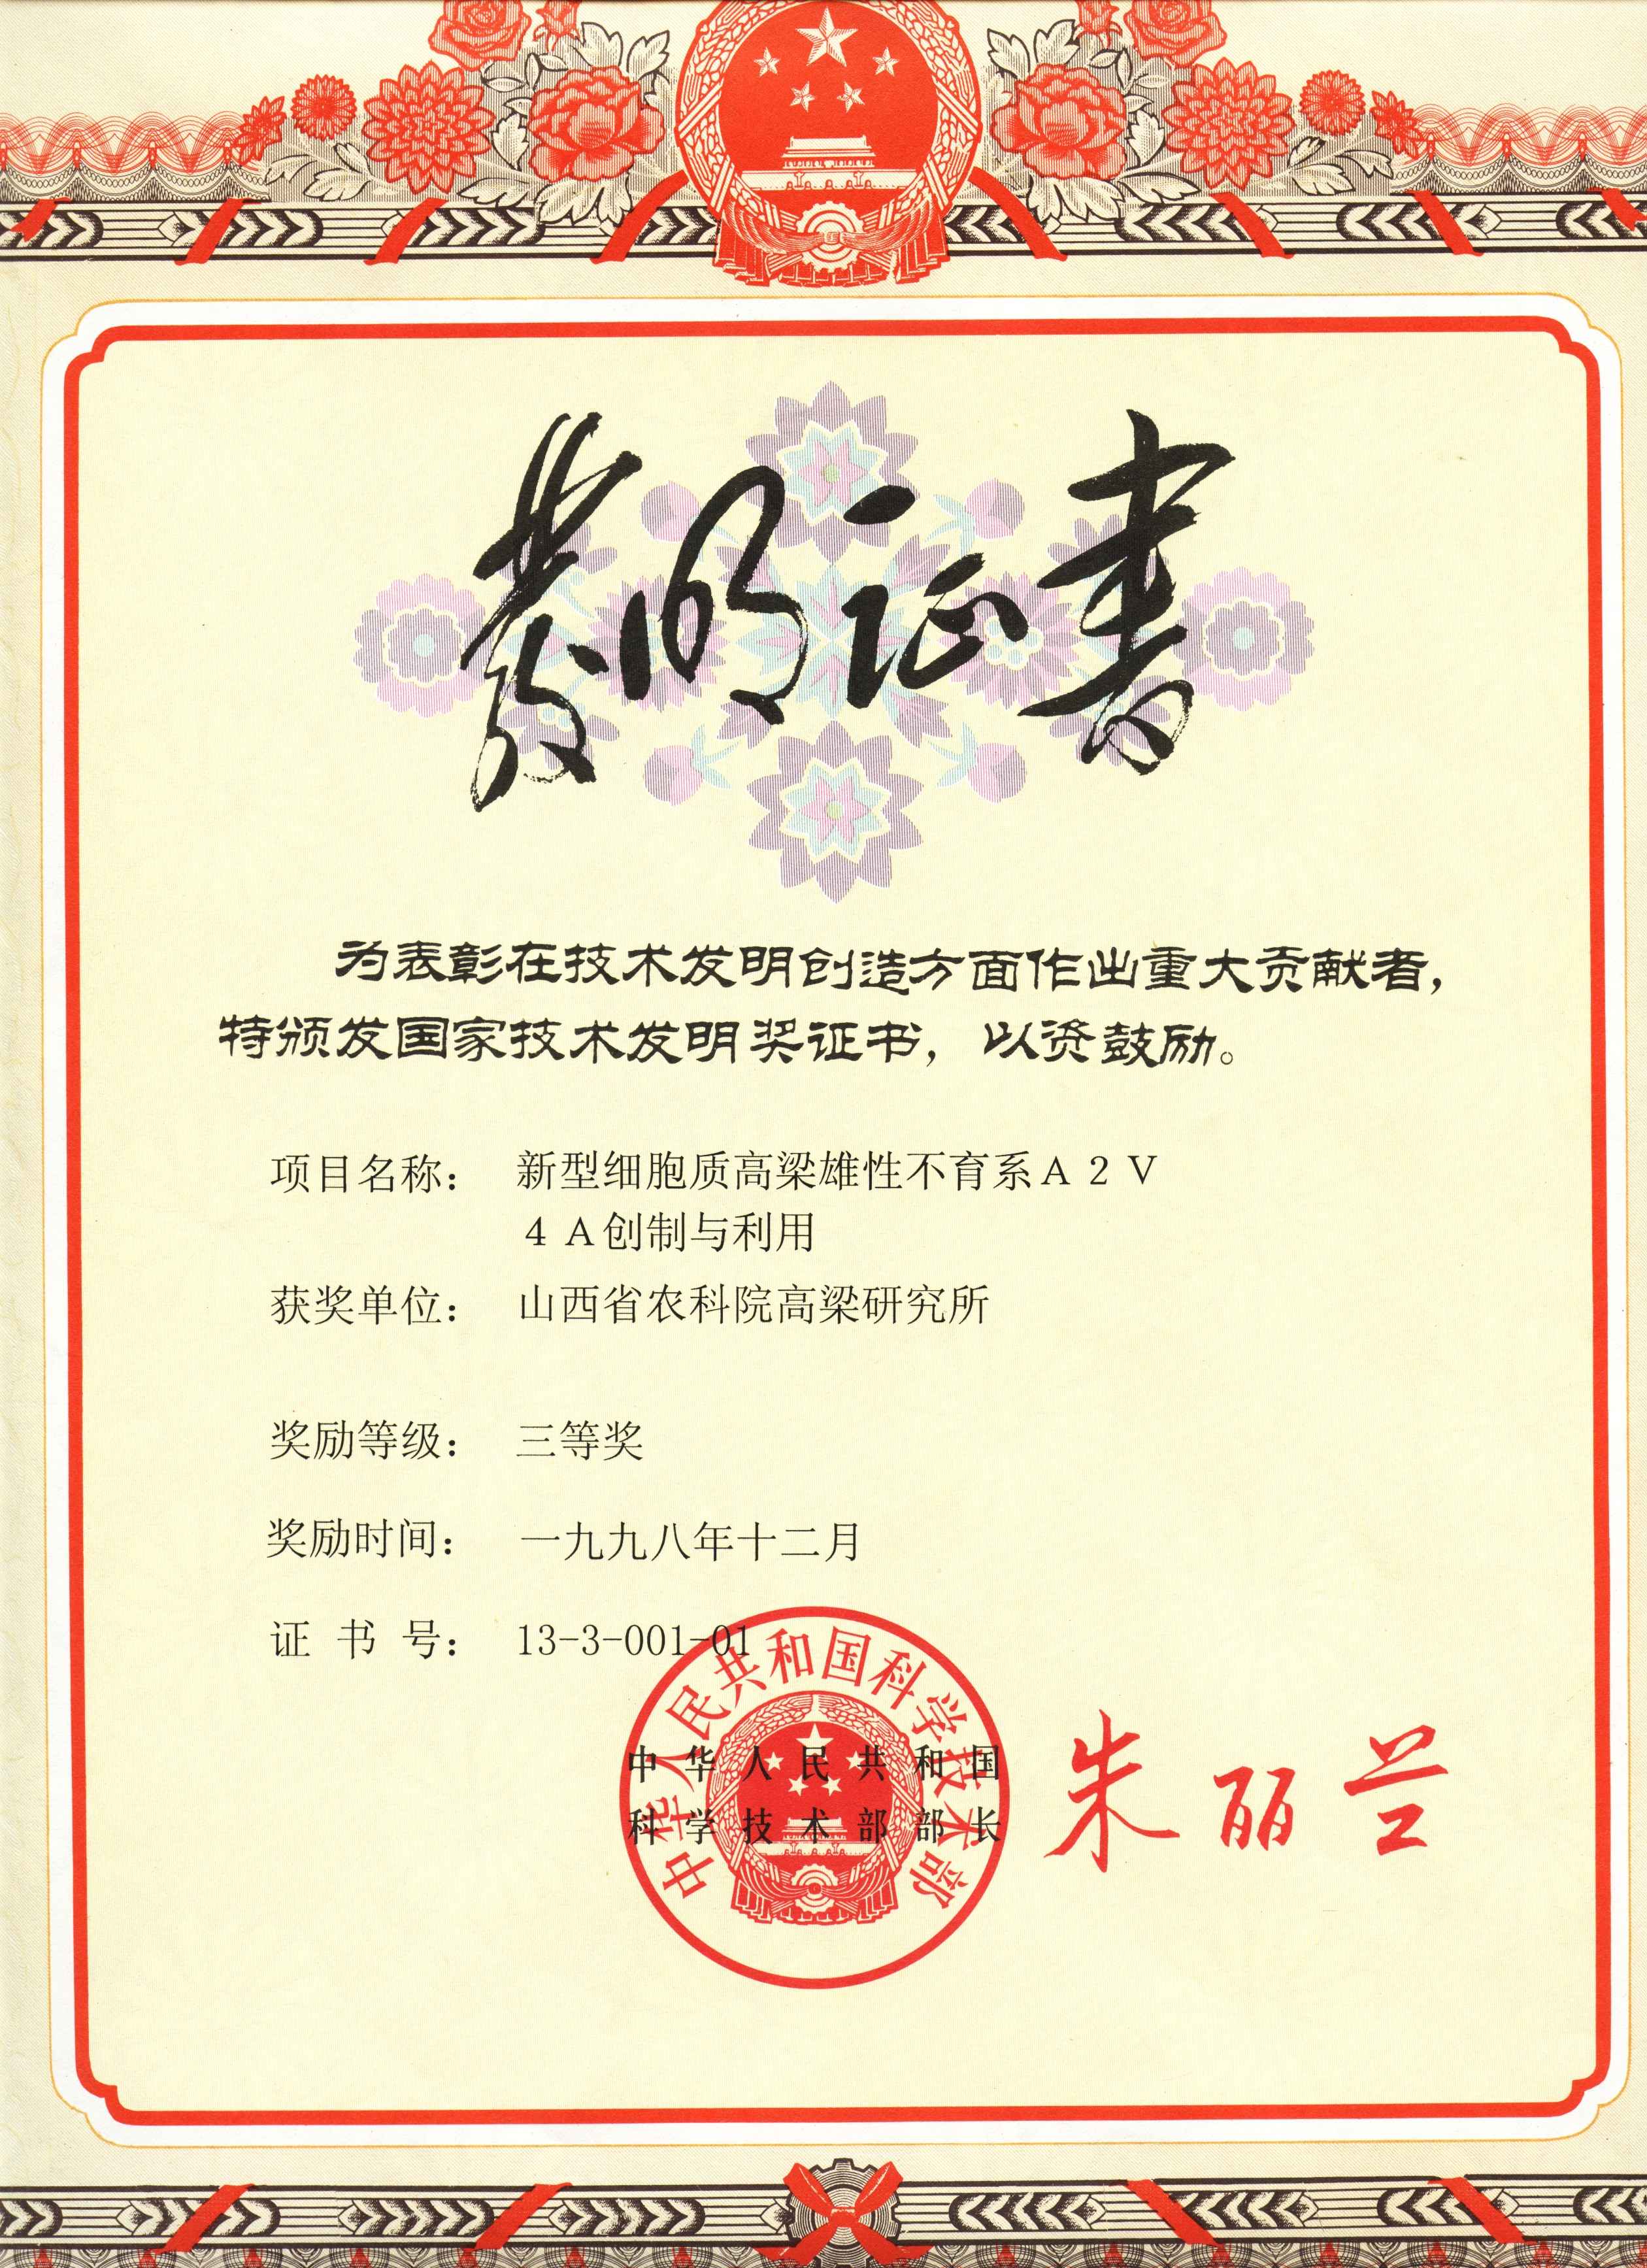 发明证书
为表彰在技术发明创造方面作出重大贡献者，
特颁发国家技术发明奖证书，以资鼓励。
项目名称： 新型细胞质高粱雄性不育系Ａ２Ｖ
４Ａ创制与利用
获奖单位： 山西省农科院高粱研究所
奖励等级： 三等奖
奖励时间： 一九九八年十二月
证 书 号： 13-3-001-01
中华人民共和国科学技术部
中华人民共和国
科学技术部部长
朱丽兰